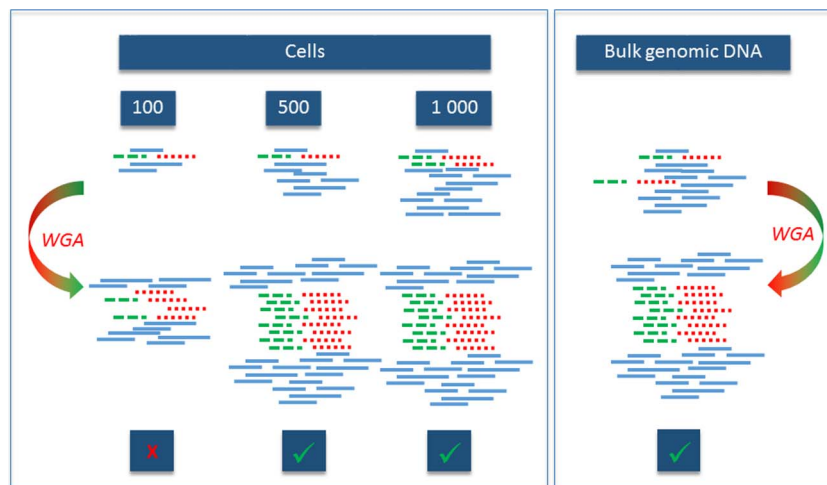 Cells
Bulk genomic DNA
100
500
1 000
WGA
WGA
x
✓
✓
✓